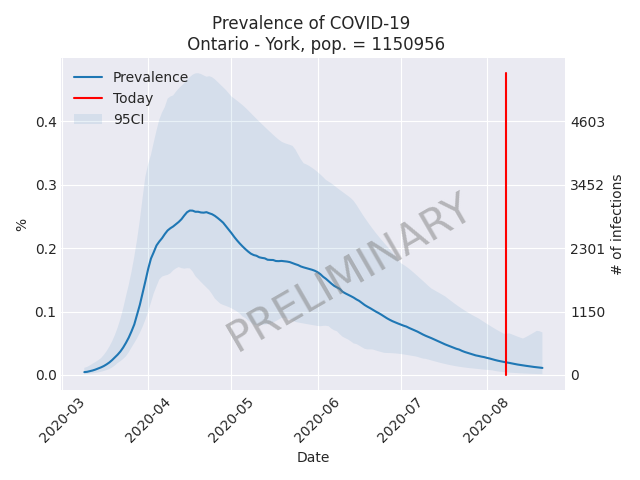 Prevalence of COVID-19
Ontario - York, pop. = 1150956
Prevalence
Today
95CI
0.4
0.3
0.2
0.1
0.0
%
4603
3452
2301
1150
0
# of infections
PRELIMINARY
2020-03
2020-04
2020-05
2020-06
2020-07
2020-08
Date